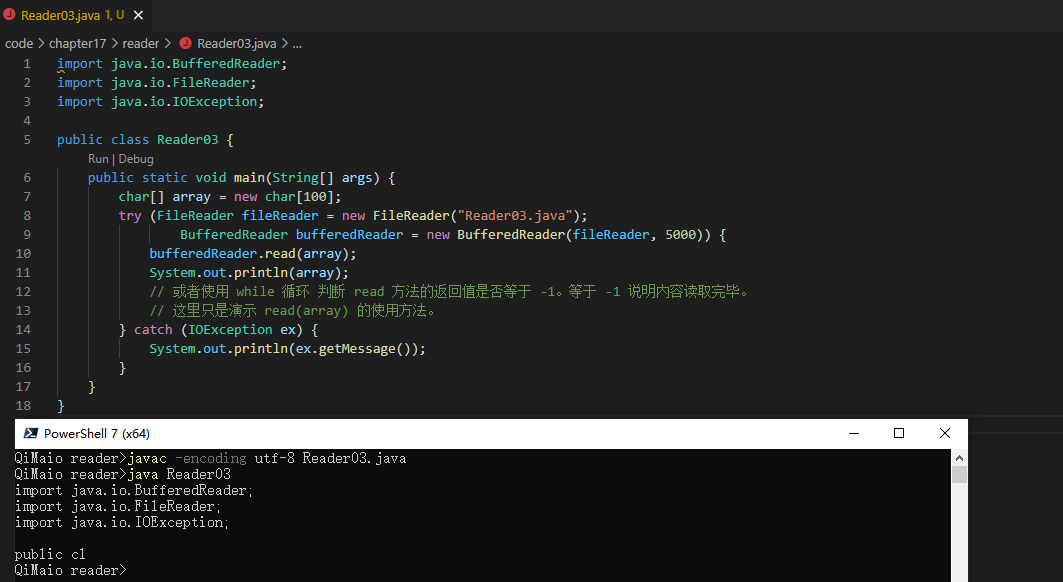 Reader03.java 1, U
code > chapter17 > reader > Reader03.java > ...
1 import java.io.BufferedReader;
2 import java.io.FileReader;
3 import java.io.IOException;
4
5 public class Reader03 {
Run | Debug
6 public static void main(String[] args) {
7 char[] array = new char[100];
8 try (FileReader fileReader = new FileReader("Reader03.java");
9 BufferedReader bufferedReader = new BufferedReader(fileReader, 5000)) {
10 bufferedReader.read(array);
11 System.out.println(array);
12 // 或者使用 while 循环 判断 read 方法的返回值是否等于 -1。等于 -1 说明内容读取完毕。
13 // 这里只是演示 read(array) 的使用方法。
14 } catch (IOException ex) {
15 System.out.println(ex.getMessage());
16 }
17 }
18 }
PowerShell 7 (x64)
QiMaio reader>javac -encoding utf-8 Reader03.java
QiMaio reader>java Reader03
import java.io.BufferedReader;
import java.io.FileReader;
import java.io.IOException;

public cl
QiMaio reader>